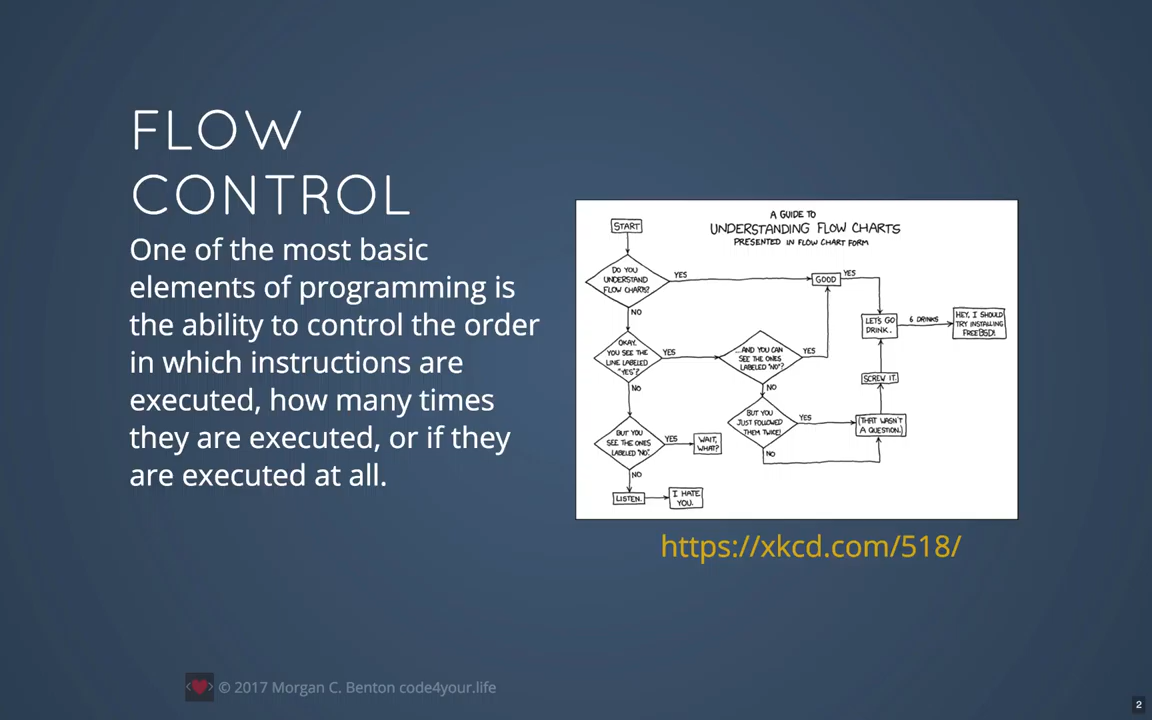 FLOW
CONTROL
One of the most basic
elements of programming is
the ability to control the order
in which instructions are
executed, how many times
they are executed, or if they
are executed at all.
A GUIDE TO
UNDERSTANDING FLOW CHARTS
PRESENTED IN FLOW CHART FORM
START
DO YOU
UNDERSTAND
FLOW CHARTS?
YES
GOOD
YES
NO
LET'S GO
DRINK.
6 DRINKS
HEY, I SHOULD
TRY INSTALLING
FREEBSD!
OKAY.
YOU SEE THE
LINE LABELED
"YES"?
YES
...AND YOU CAN
SEE THE ONES
LABELED "NO"?
YES
NO
NO
SCREW IT.
BUT YOU
JUST FOLLOWED
THEM TWICE!
YES
(THAT WASN'T
A QUESTION.)
NO
BUT YOU
SEE THE ONES
LABELED "NO".
YES
WAIT,
WHAT?
NO
LISTEN.
I HATE
YOU.
https://xkcd.com/518/
© 2017 Morgan C. Benton code4your.life
2